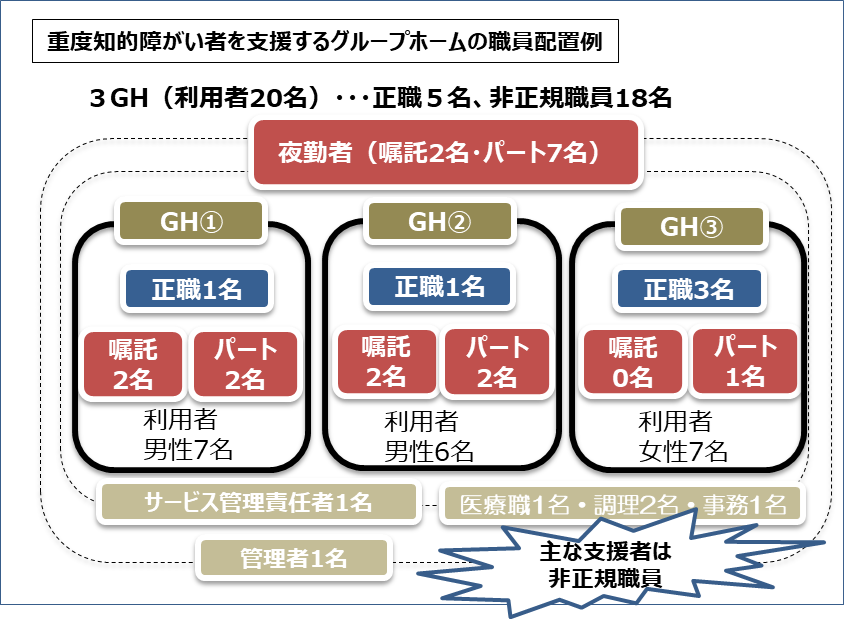 重度知的障がい者を支援するグループホームの職員配置例
３GH（利用者20名）･･･正職５名、非正規職員18名
夜勤者（嘱託2名･パート7名）
GH①
GH②
GH③
正職1名
正職1名
正職3名
嘱託
2名
パート
2名
嘱託
2名
パート
2名
嘱託
0名
パート
1名
利用者
男性7名
利用者
男性6名
利用者
女性7名
サービス管理責任者1名
医療職1名・調理2名・事務1名
管理者1名
主な支援者は
非正規職員